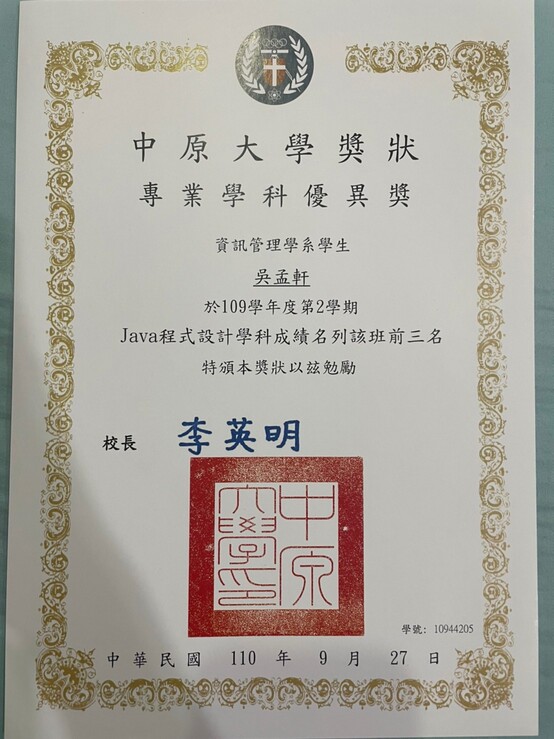 中原大學獎狀
專業學科優異獎
資訊管理學系學生
吳孟軒
於109學年度第2學期
Java程式設計學科成績名列該班前三名
特頒本獎狀以茲勉勵
校長 李英明
中原大學印
學號: 10944205
中華民國 110 年 9 月 27 日